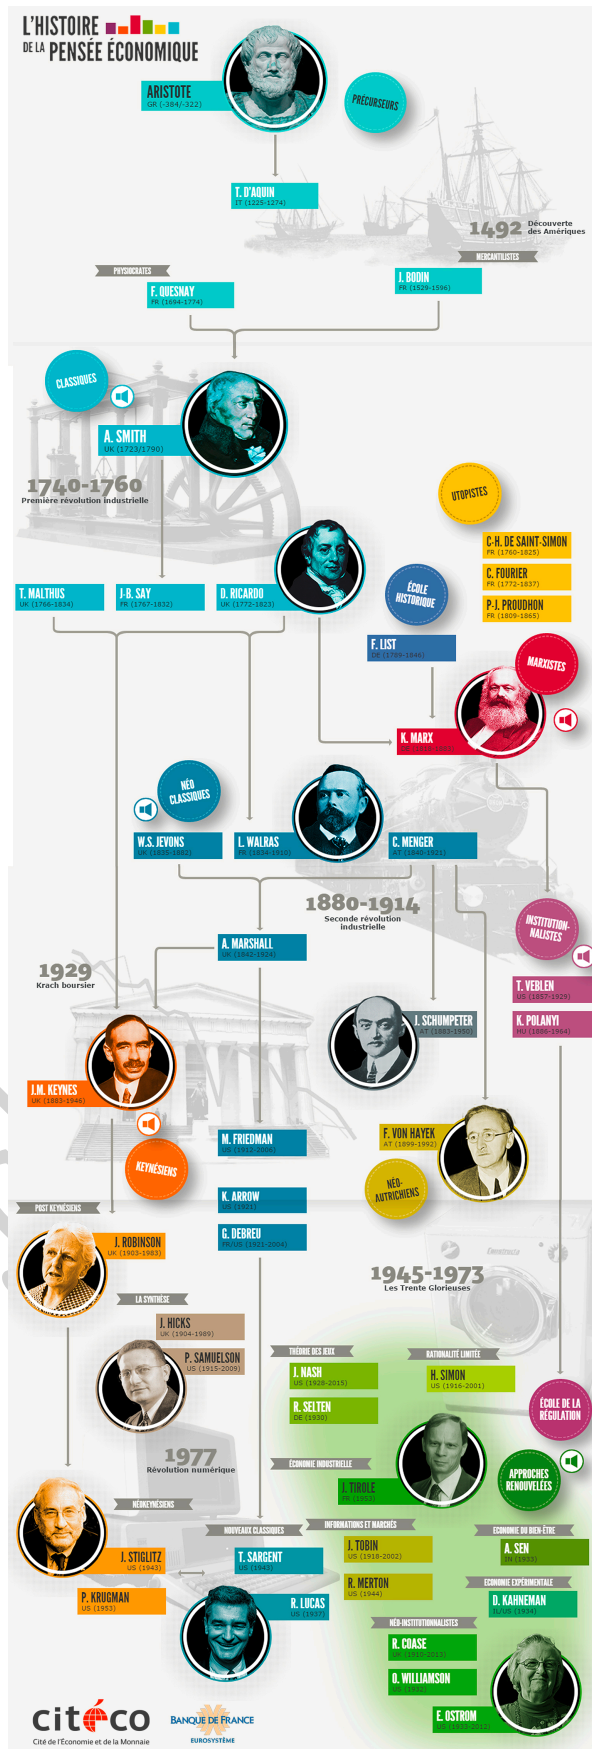 L'HISTOIRE
DE LA PENSÉE ÉCONOMIQUE
ARISTOTE
GR (-384/-322)
PRÉCURSEURS
T. D'AQUIN
IT (1225-1274)
1492 Découverte
des Amériques
MERCANTILISTES
PHYSIOCRATES
J. BODIN
FR (1529-1596)
F. QUESNAY
FR (1694-1774)
CLASSIQUES
A. SMITH
UK (1723/1790)
1740-1760
Première révolution industrielle
UTOPISTES
C-H. DE SAINT-SIMON
FR (1760-1825)
C. FOURIER
FR (1772-1837)
P-J. PROUDHON
FR (1809-1865)
T. MALTHUS
UK (1766-1834)
J-B. SAY
FR (1767-1832)
D. RICARDO
UK (1772-1823)
ÉCOLE
HISTORIQUE
F. LIST
DE (1789-1846)
MARXISTES
K. MARX
NÉO
CLASSIQUES
W.S. JEVONS
UK (1835-1882)
L. WALRAS
FR (1834-1910)
C. MENGER
AT (1840-1921)
1880-1914
Seconde révolution
industrielle
INSTITUTION-
NALISTES
A. MARSHALL
UK (1842-1924)
1929
Krach boursier
T. VEBLEN
US (1857-1929)
K. POLANYI
HU (1886-1964)
J. SCHUMPETER
AT (1883-1950)
J.M. KEYNES
UK (1883-1946)
KEYNÉSIENS
M. FRIEDMAN
US (1912-2006)
F. VON HAYEK
AT (1899-1992)
NÉO-
AUTRICHIENS
K. ARROW
US (1921)
G. DEBREU
FR/US (1921-2004)
POST KEYNÉSIENS
J. ROBINSON
UK (1903-1983)
1945-1973
Les Trente Glorieuses
LA SYNTHÈSE
J. HICKS
UK (1904-1989)
P. SAMUELSON
US (1915-2009)
THÉORIE DES JEUX
J. NASH
US (1928-2015)
R. SELTEN
DE (1930)
RATIONALITÉ LIMITÉE
H. SIMON
US (1916-2001)
ÉCOLE DE LA
RÉGULATION
1977
Révolution numérique
ÉCONOMIE INDUSTRIELLE
J. TIROLE
FR (1953)
APPROCHES
RENOUVELÉES
NÉOKEYNÉSIENS
J. STIGLITZ
US (1943)
P. KRUGMAN
US (1953)
NOUVEAUX CLASSIQUES
T. SARGENT
US (1943)
R. LUCAS
US (1937)
INFORMATIONS ET MARCHÉS
J. TOBIN
US (1918-2002)
R. MERTON
US (1944)
ECONOMIE DU BIEN-ÊTRE
A. SEN
IN (1933)
ECONOMIE EXPÉRIMENTALE
D. KAHNEMAN
IL/US (1934)
NÉO-INSTITUTIONNALISTES
R. COASE
UK (1910-2013)
O. WILLIAMSON
US (1932)
E. OSTROM
US (1933-2012)
citéco
Cité de l'Économie et de la Monnaie
BANQUE DE FRANCE
EUROSYSTÈME